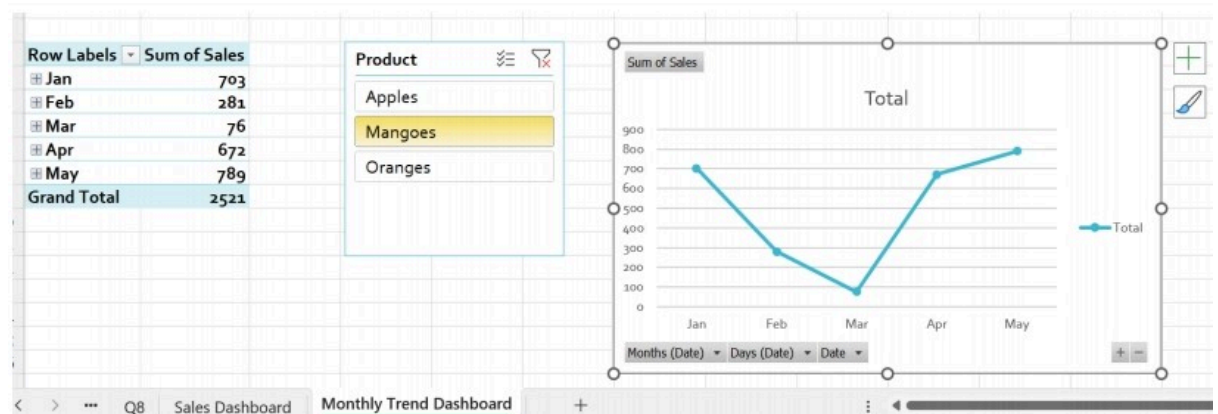 Row Labels Sum of Sales
Jan 703
Feb 281
Mar 76
Apr 672
May 789
Grand Total 2521
Product
Apples
Mangoes
Oranges
Sum of Sales
Total
900
800
700
600
500
400
300
200
100
0
Jan Feb Mar Apr May
Total
Months (Date) Days (Date) Date
Q8 Sales Dashboard Monthly Trend Dashboard